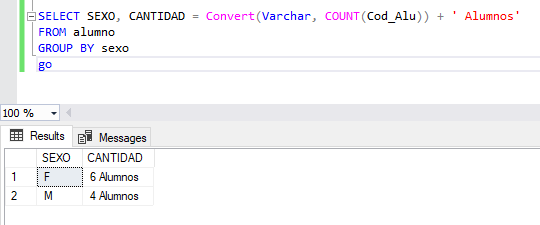 SELECT SEXO, CANTIDAD = Convert(Varchar, COUNT(Cod_Alu)) + ' Alumnos'
FROM alumno
GROUP BY sexo
go
100 %
Results Messages
SEXO CANTIDAD
1 F 6 Alumnos
2 M 4 Alumnos